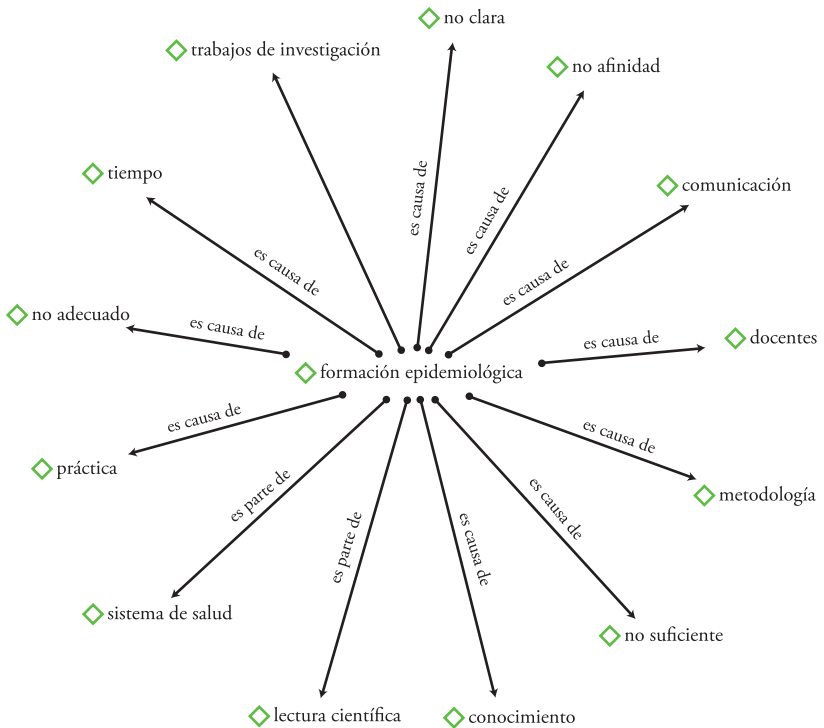 no clara
trabajos de investigación
no afinidad
es causa de
tiempo
es causa de
comunicación
es causa de
es causa de
no adecuado
es causa de
es causa de
docentes
formación epidemiológica
es causa de
es causa de
práctica
es parte de
es causa de
metodología
es parte de
es causa de
sistema de salud
no suficiente
lectura científica
conocimiento